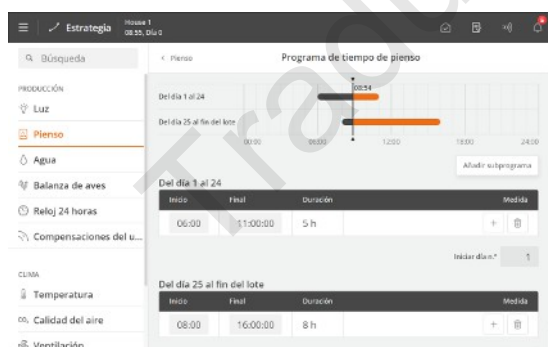 Estrategia
House 1
08:55, Día 0
Búsqueda
PRODUCCIÓN
Luz
Pienso
Agua
Balanza de aves
Reloj 24 horas
Compensaciones del u...
CLIMA
Temperatura
CO₂ Calidad del aire
Ventilación
< Pienso
Programa de tiempo de pienso
08:54
Del día 1 al 24
Del día 25 al fin del lote
00:00 06:00 12:00 18:00 24:00
Añadir subprograma
Del día 1 al 24
Inicio Final Duración Medida
06:00 11:00:00 5 h +
Iniciar día n.º 1
Del día 25 al fin del lote
Inicio Final Duración Medida
08:00 16:00:00 8 h +
Tradu